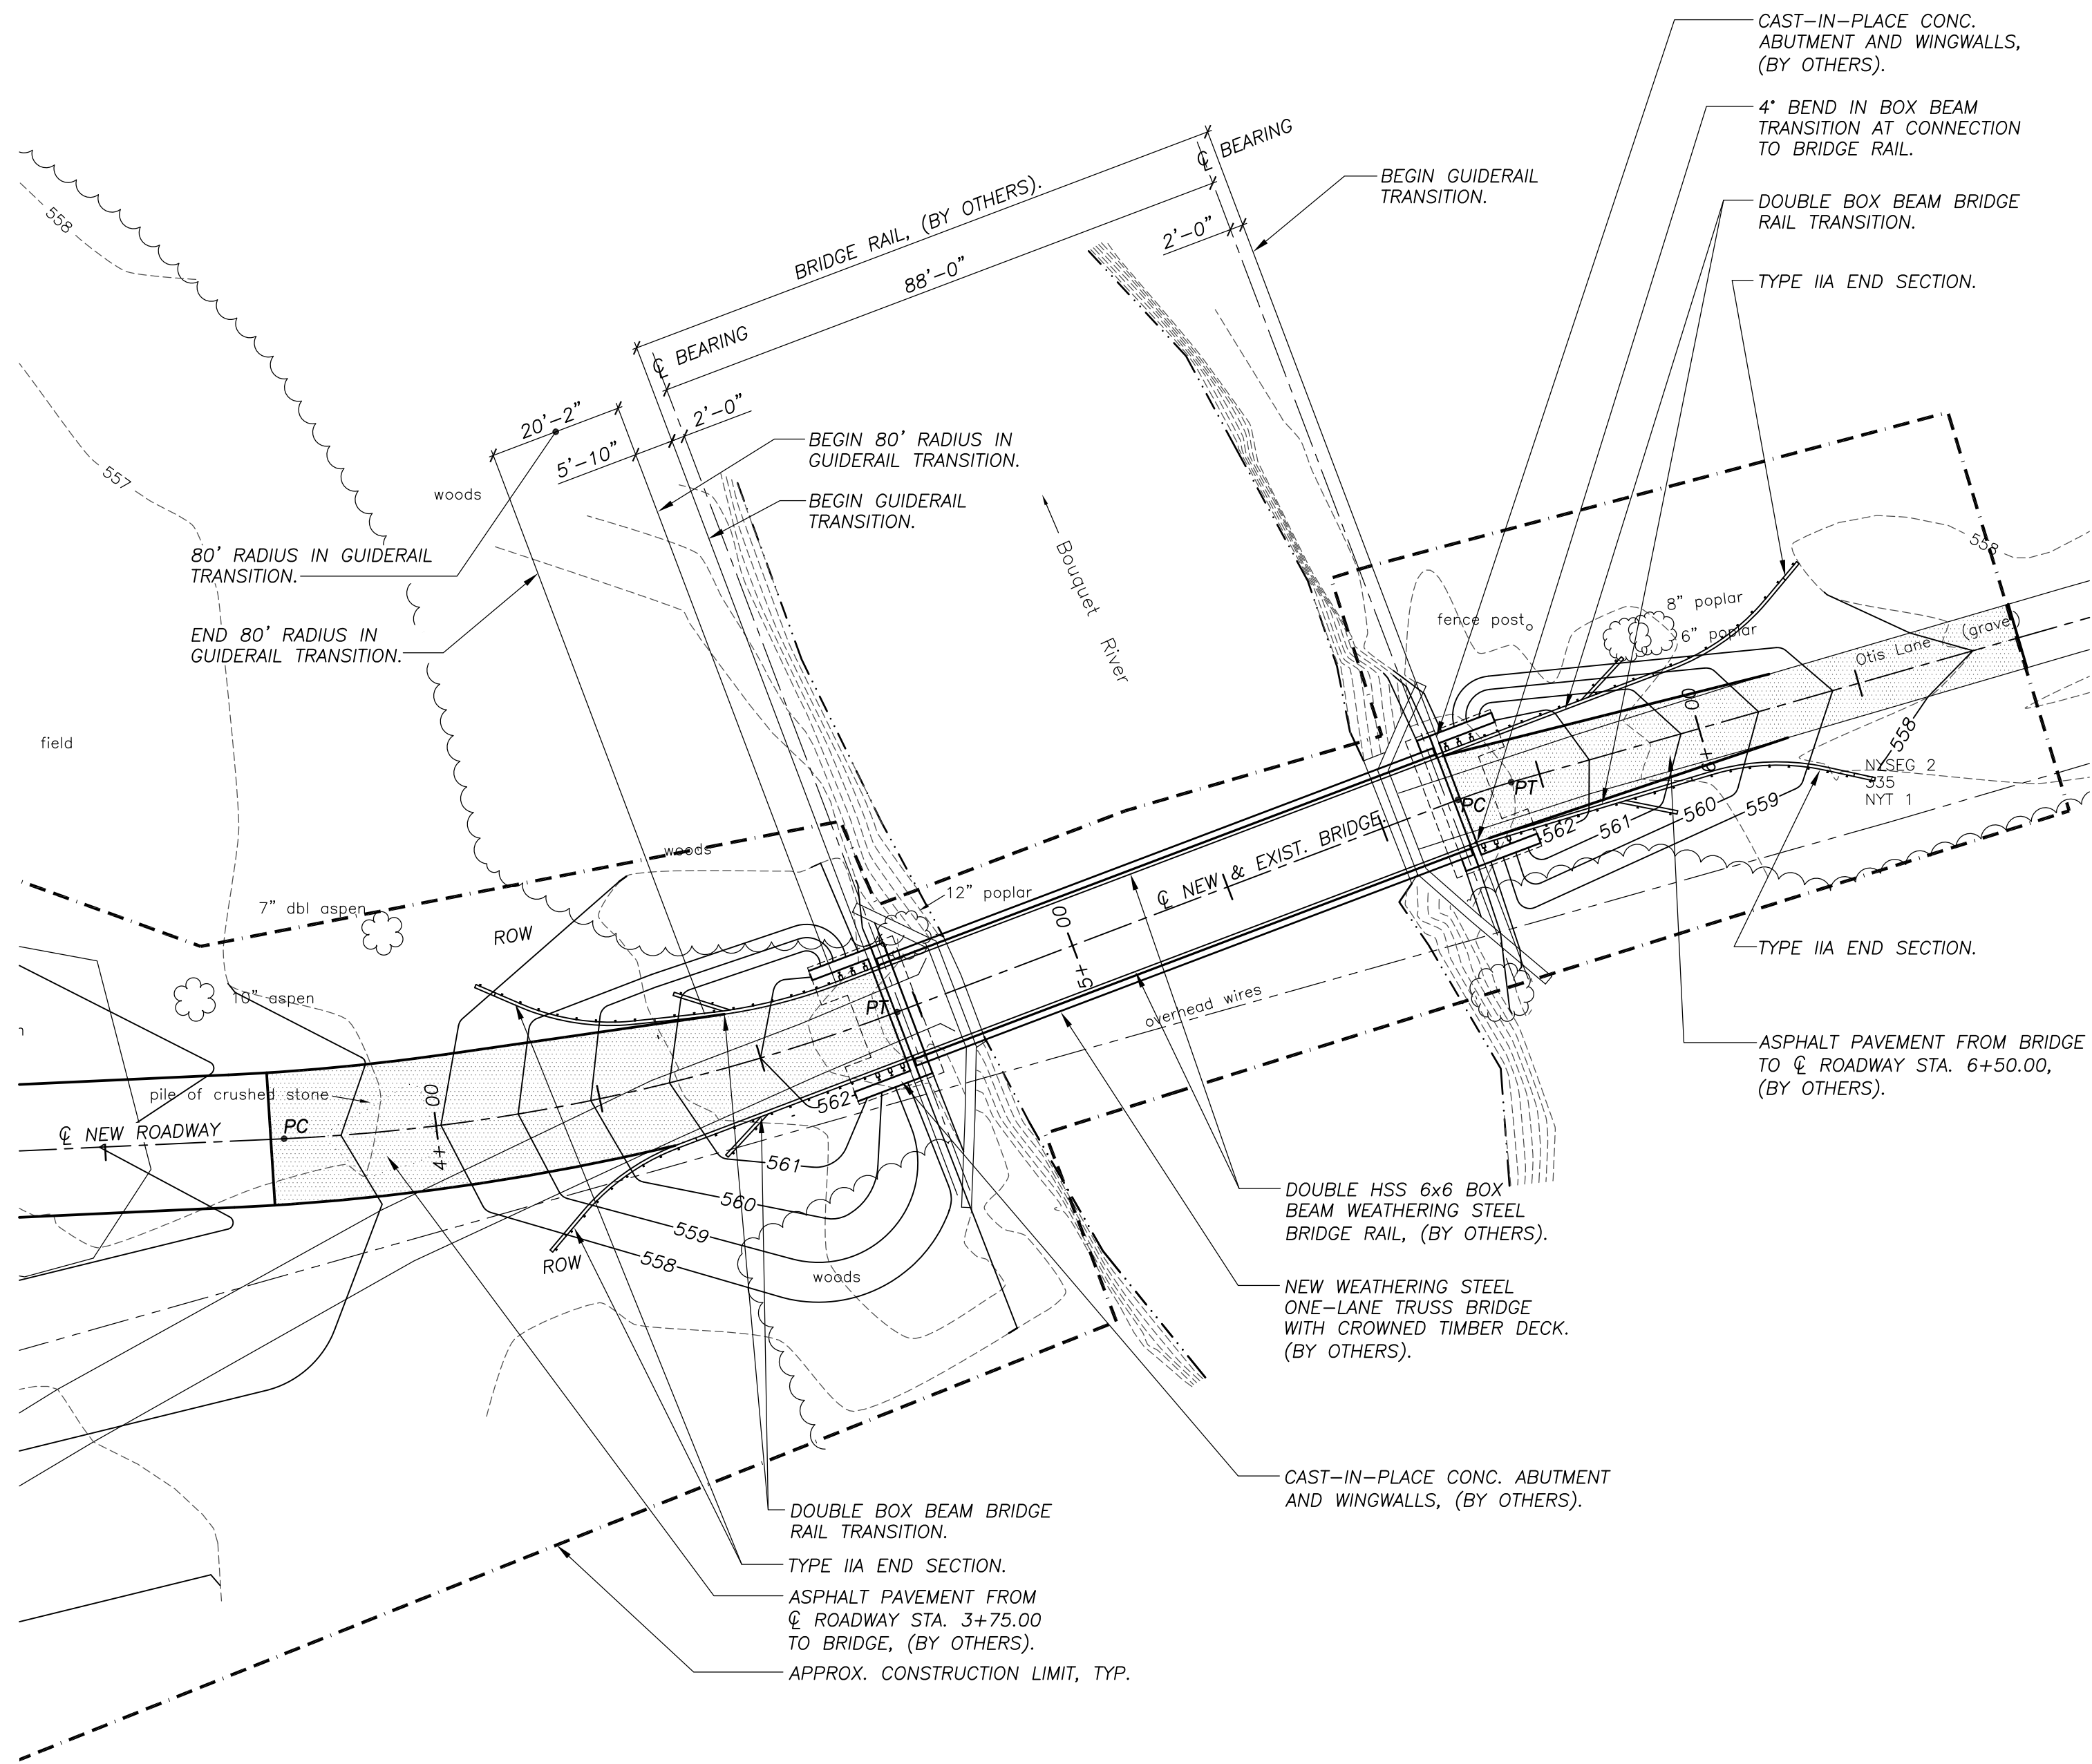 CAST-IN-PLACE CONC.
ABUTMENT AND WINGWALLS,
(BY OTHERS).
4° BEND IN BOX BEAM
TRANSITION AT CONNECTION
TO BRIDGE RAIL.
DOUBLE BOX BEAM BRIDGE
RAIL TRANSITION.
TYPE IIA END SECTION.
BEGIN GUIDERAIL
TRANSITION.
℄ BEARING
BRIDGE RAIL, (BY OTHERS).
88'-0"
2'-0"
℄ BEARING
20'-2"
5'-10"
2'-0"
BEGIN 80' RADIUS IN
GUIDERAIL TRANSITION.
BEGIN GUIDERAIL
TRANSITION.
80' RADIUS IN GUIDERAIL
TRANSITION.
END 80' RADIUS IN
GUIDERAIL TRANSITION.
558
557
woods
field
woods
Bouquet River
fence post
8" poplar
6" poplar
558
Otis Lane (gravel)
558
NYSEG 2
335
NYT 1
6+00
PC
PT
562
561
560
559
TYPE IIA END SECTION.
ASPHALT PAVEMENT FROM BRIDGE
TO ℄ ROADWAY STA. 6+50.00,
(BY OTHERS).
℄ NEW & EXIST. BRIDGE.
5+00
overhead wires
12" poplar
7" dbl aspen
ROW
10" aspen
PT
pile of crushed stone
℄ NEW ROADWAY
PC
4+00
562
561
560
559
558
ROW
woods
DOUBLE HSS 6x6 BOX
BEAM WEATHERING STEEL
BRIDGE RAIL, (BY OTHERS).
NEW WEATHERING STEEL
ONE-LANE TRUSS BRIDGE
WITH CROWNED TIMBER DECK.
(BY OTHERS).
CAST-IN-PLACE CONC. ABUTMENT
AND WINGWALLS, (BY OTHERS).
DOUBLE BOX BEAM BRIDGE
RAIL TRANSITION.
TYPE IIA END SECTION.
ASPHALT PAVEMENT FROM
℄ ROADWAY STA. 3+75.00
TO BRIDGE, (BY OTHERS).
APPROX. CONSTRUCTION LIMIT, TYP.